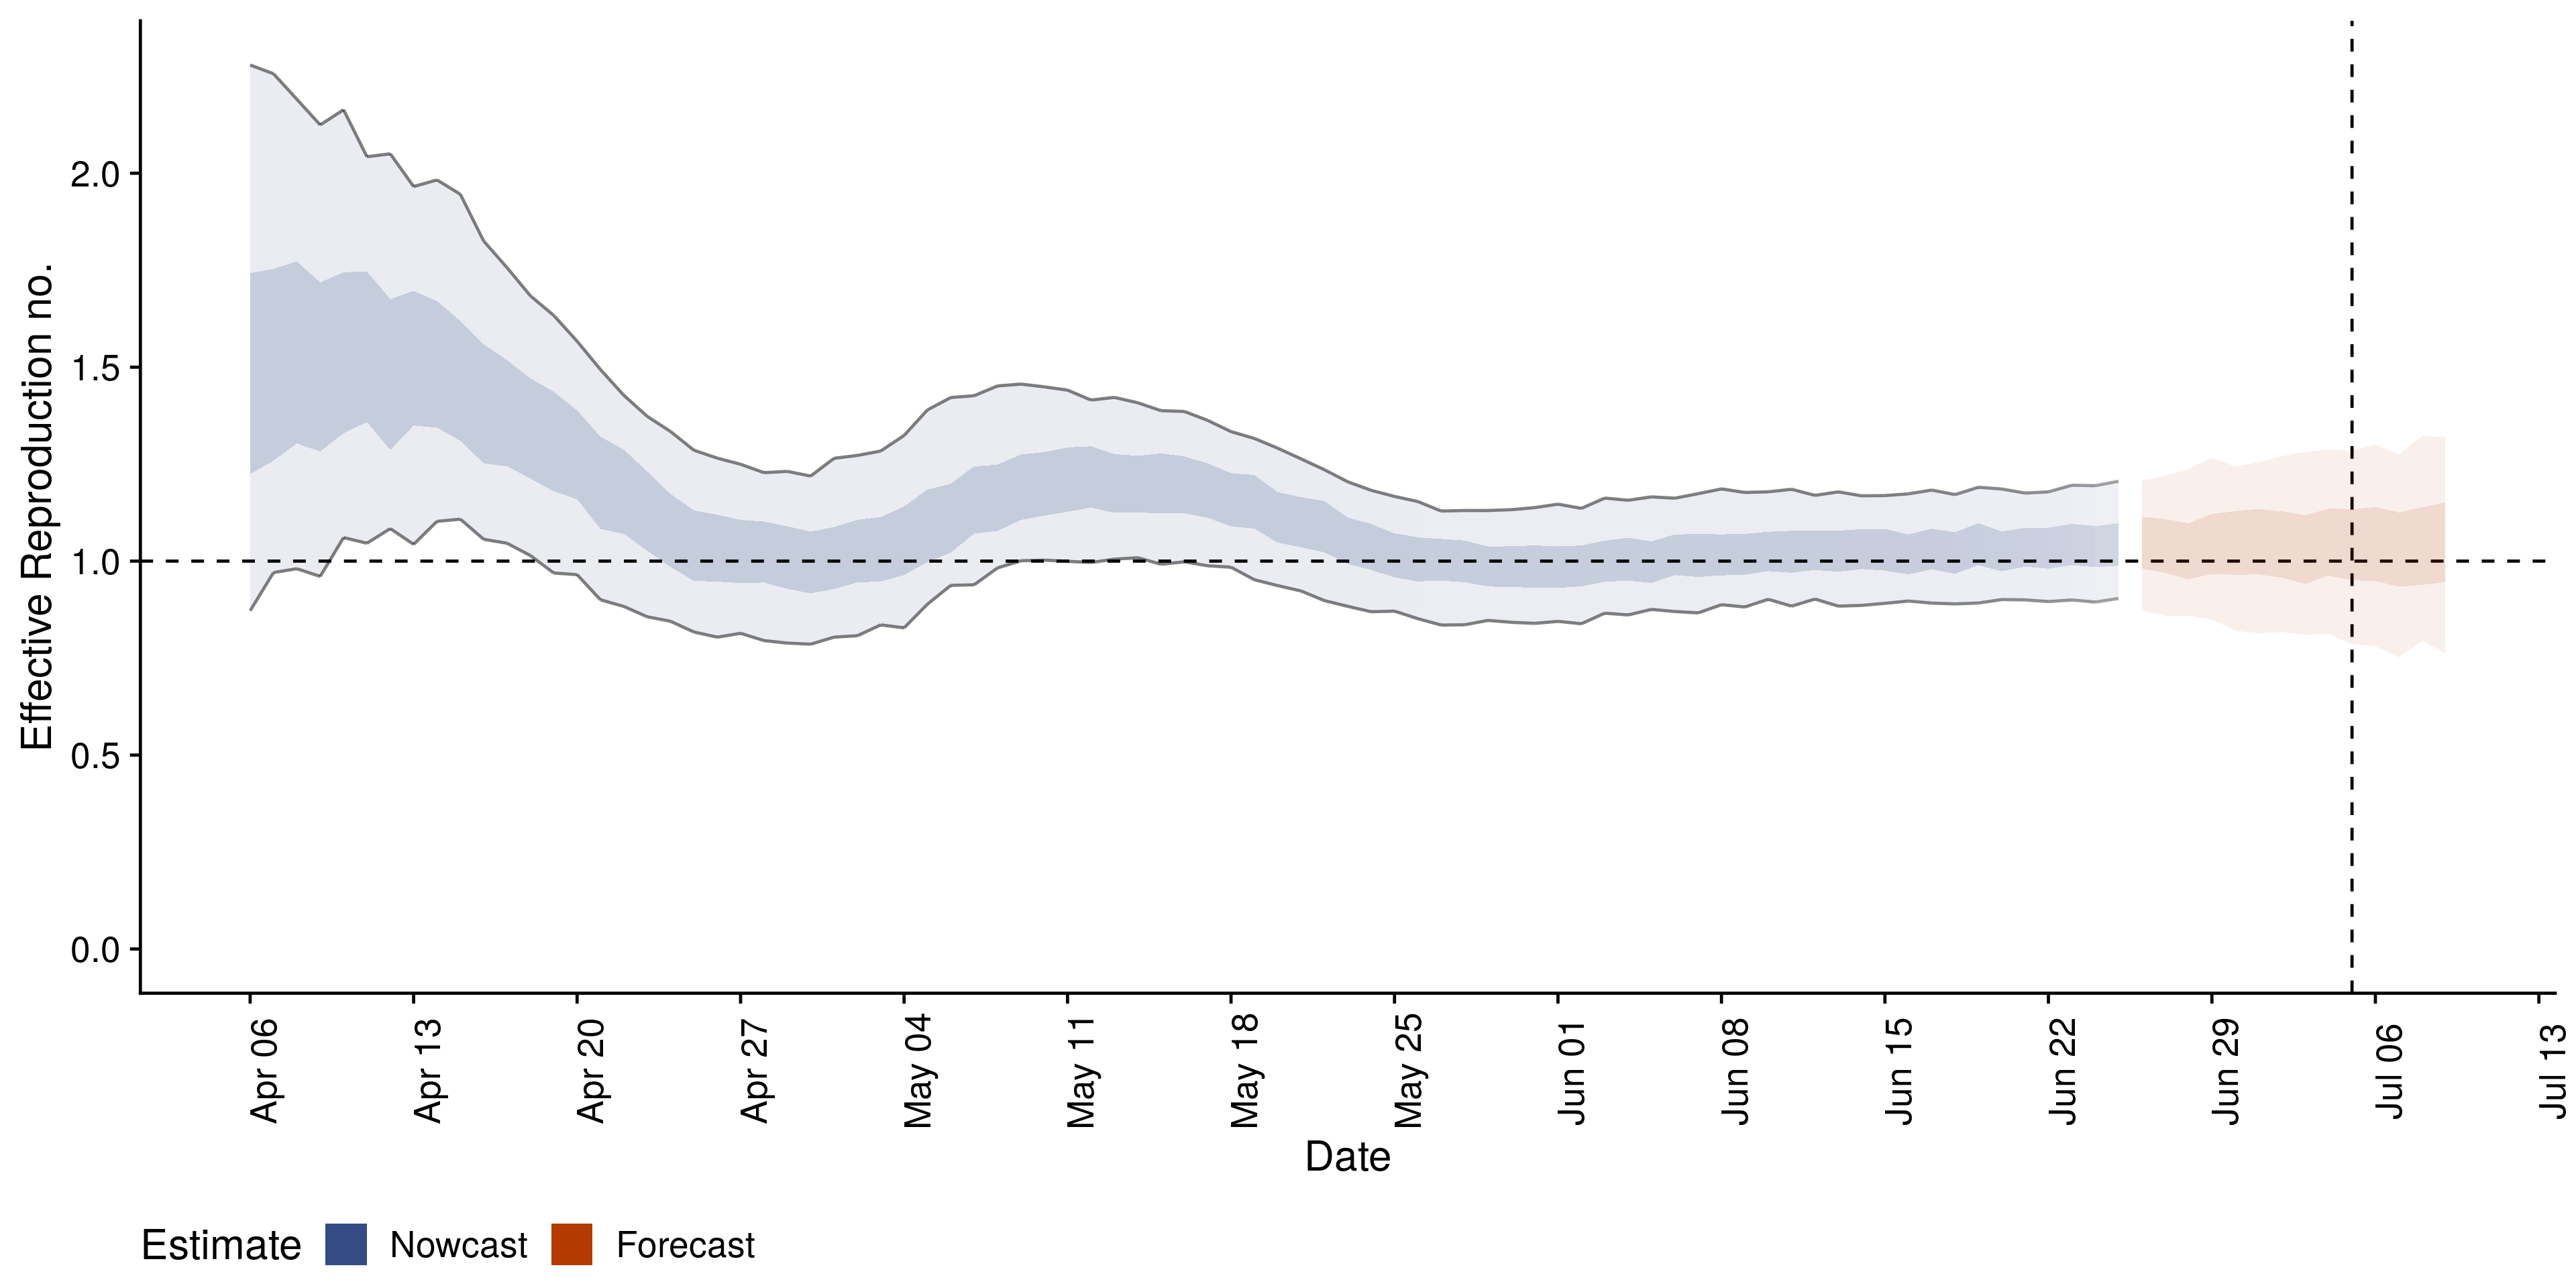 Effective Reproduction no.
2.0
1.5
1.0
0.5
0.0
Apr 06
Apr 13
Apr 20
Apr 27
May 04
May 11
May 18
May 25
Jun 01
Jun 08
Jun 15
Jun 22
Jun 29
Jul 06
Jul 13
Date
Estimate Nowcast Forecast